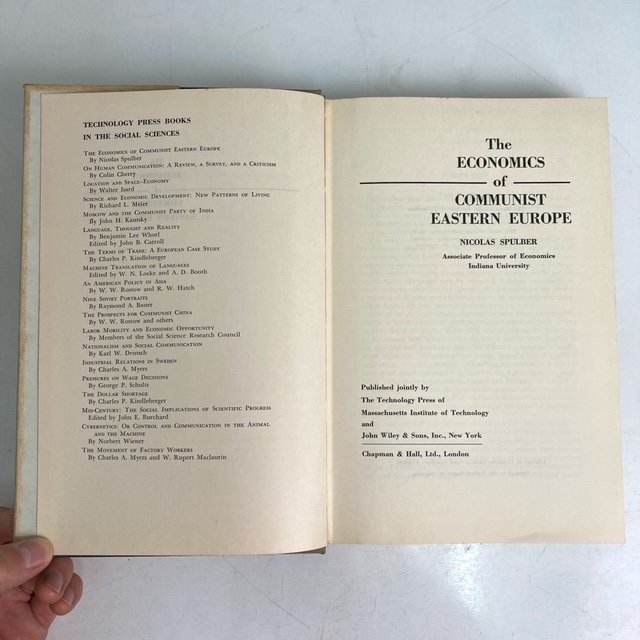 TECHNOLOGY PRESS BOOKS
IN THE SOCIAL SCIENCES
The Economics of Communist Eastern Europe
By Nicolas Spulber
On Human Communication: A Review, a Survey, and a Criticism
By Colin Cherry
Location and Space-Economy
By Walter Isard
Science and Economic Development: New Patterns of Living
By Richard L. Meier
Moscow and the Communist Party of India
By John H. Kautsky
Language, Thought and Reality
By Benjamin Lee Whorf
Edited by John B. Carroll
The Terms of Trade: A European Case Study
By Charles P. Kindleberger
Machine Translation of Languages
Edited by W. N. Locke and A. D. Booth
An American Policy in Asia
By W. W. Rostow and R. W. Hatch
Nine Soviet Portraits
By Raymond A. Bauer
The Prospects for Communist China
By W. W. Rostow and others
Labor Mobility and Economic Opportunity
By Members of the Social Science Research Council
Nationalism and Social Communication
By Karl W. Deutsch
Industrial Relations in Sweden
By Charles A. Myers
Pressures on Wage Decisions
By George P. Schultz
The Dollar Shortage
By Charles P. Kindleberger
Mid-Century: The Social Implications of Scientific Progress
Edited by John E. Burchard
Cybernetics: Or Control and Communication in the Animal
and the Machine
By Norbert Wiener
The Movement of Factory Workers
By Charles A. Myers and W. Rupert Maclaurin
The
ECONOMICS
of
COMMUNIST
EASTERN EUROPE
NICOLAS SPULBER
Associate Professor of Economics
Indiana University
Published jointly by
The Technology Press of
Massachusetts Institute of Technology
and
John Wiley & Sons, Inc., New York
Chapman & Hall, Ltd., London